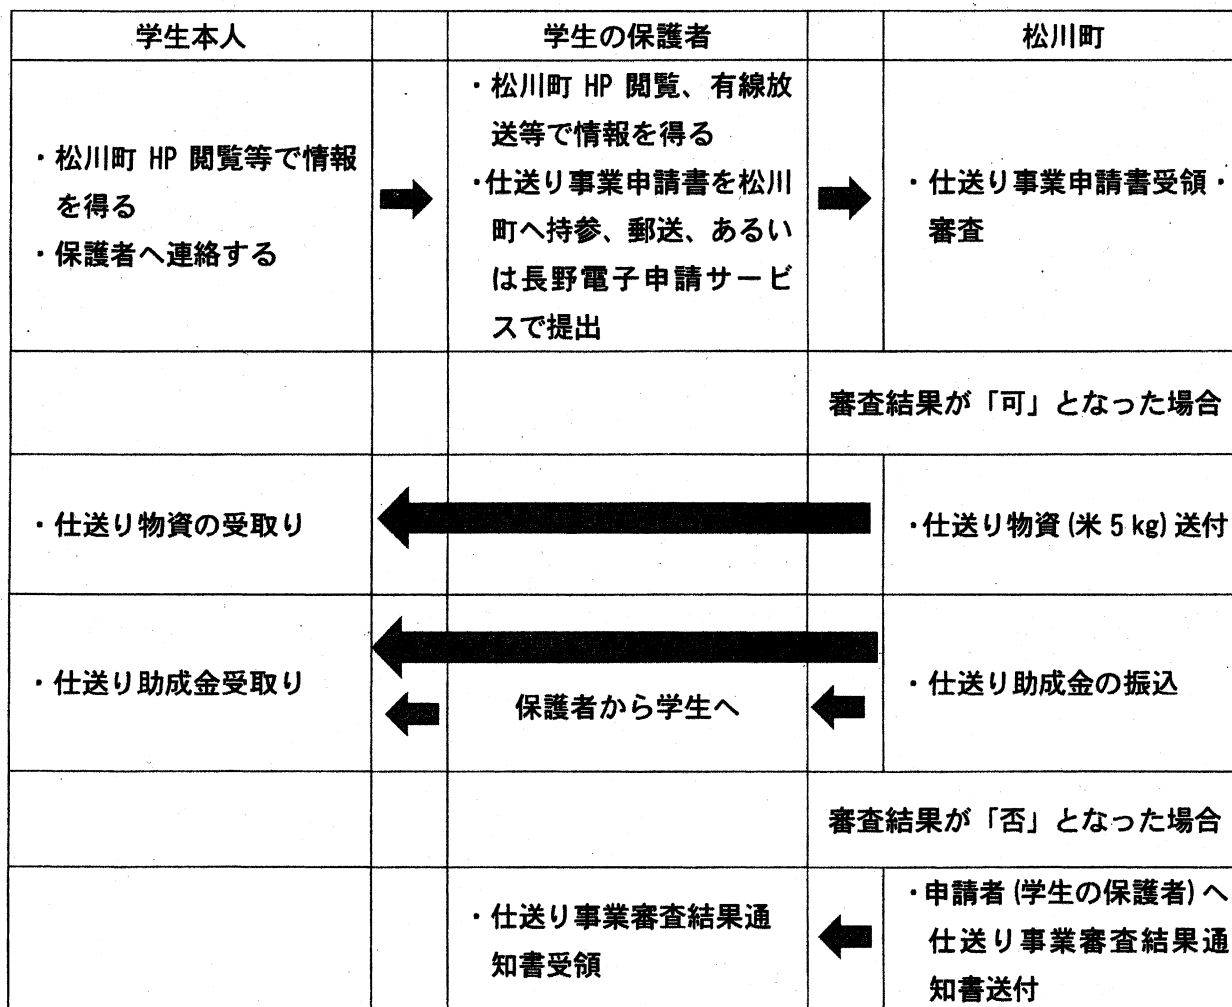 学生本人
学生の保護者
松川町
・松川町 HP 閲覧等で情報
を得る
・保護者へ連絡する
・松川町 HP 閲覧、有線放
送等で情報を得る
・仕送り事業申請書を松川
町へ持参、郵送、あるい
は長野電子申請サービ
スで提出
・仕送り事業申請書受領・
審査
審査結果が「可」となった場合
・仕送り物資の受取り
・仕送り物資(米5kg)送付
・仕送り助成金受取り
保護者から学生へ
・仕送り助成金の振込
審査結果が「否」となった場合
・仕送り事業審査結果通
知書受領
・申請者(学生の保護者)へ
仕送り事業審査結果通
知書送付